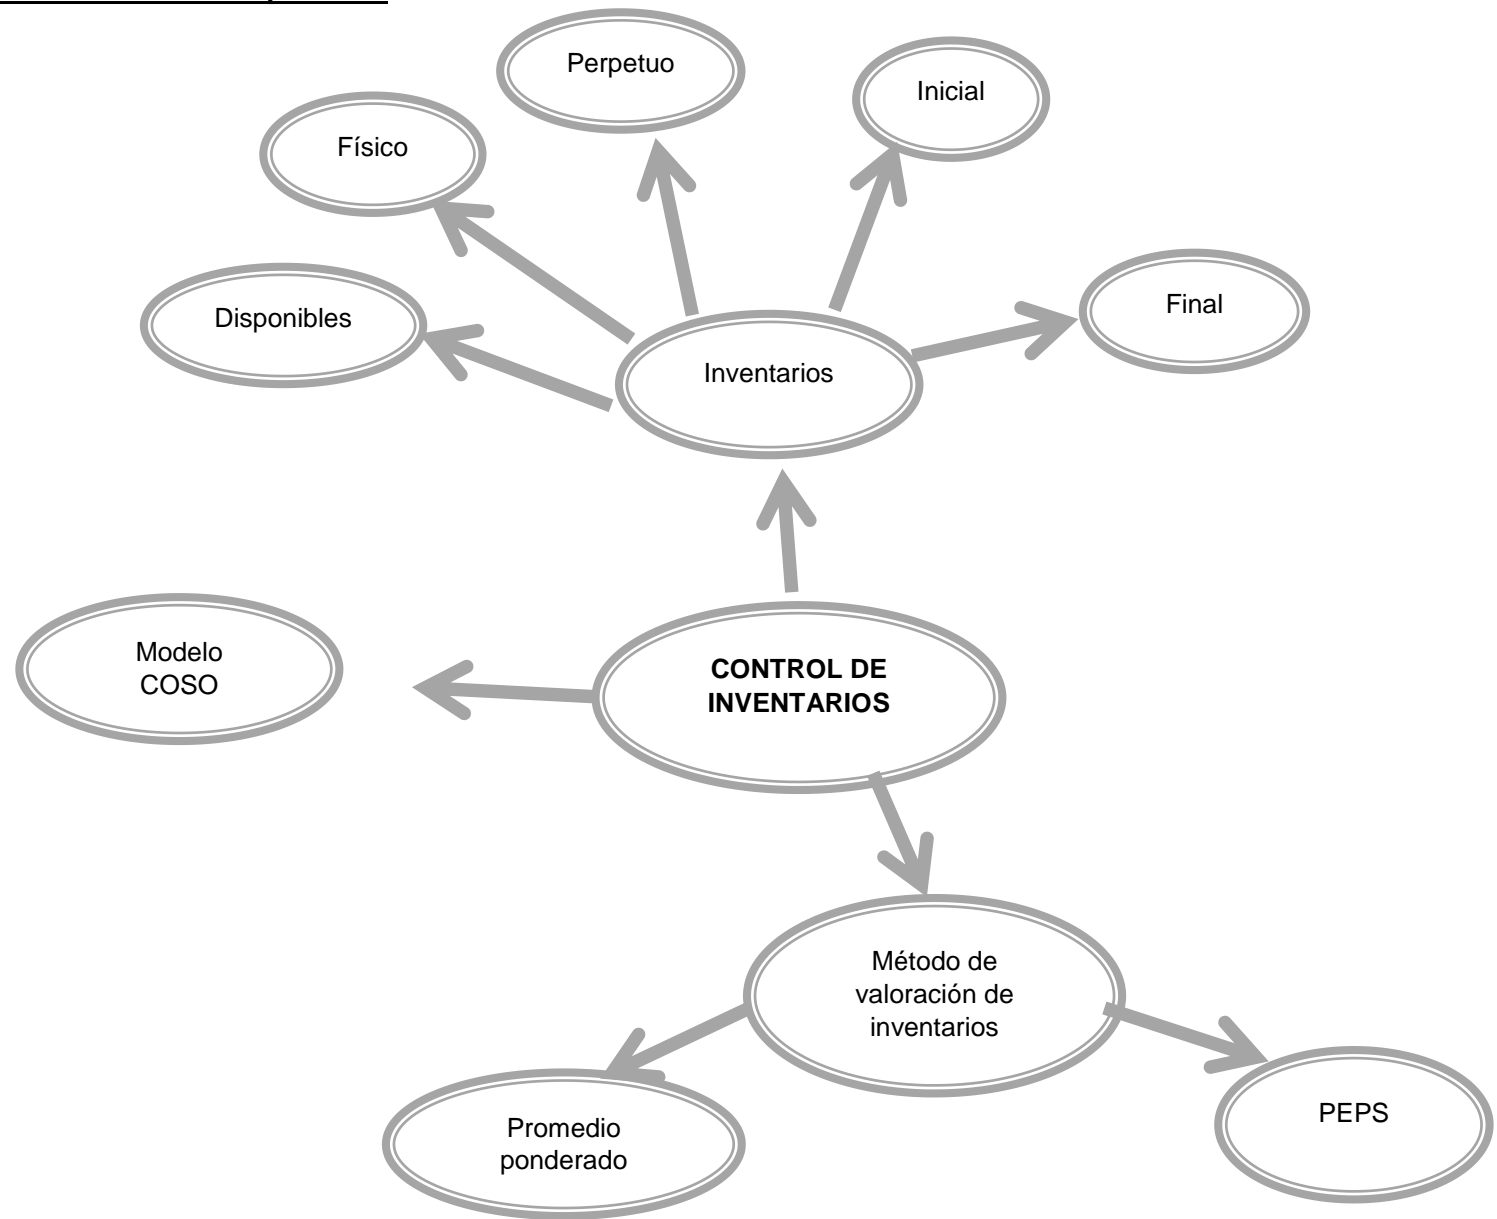 Perpetuo
Inicial
Físico
Final
Disponibles
Inventarios
Modelo
COSO
CONTROL DE
INVENTARIOS
Método de
valoración de
inventarios
PEPS
Promedio
ponderado